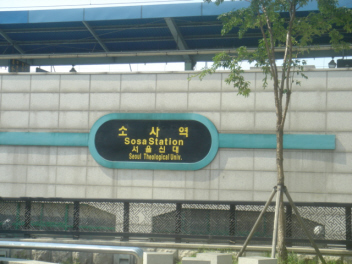 소사역
Sosa Station
서울신대
Seoul Theological Univ.